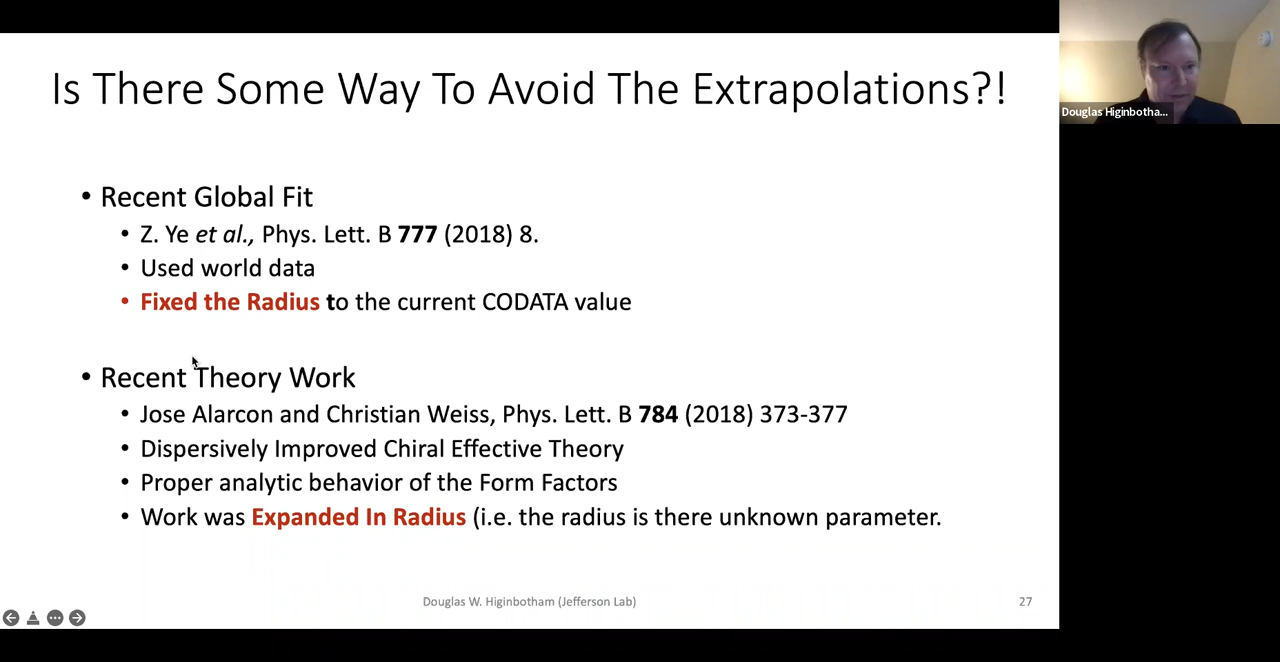 Is There Some Way To Avoid The Extrapolations?!
Douglas Higinbotha...
• Recent Global Fit
• Z. Ye et al., Phys. Lett. B 777 (2018) 8.
• Used world data
• Fixed the Radius to the current CODATA value
• Recent Theory Work
• Jose Alarcon and Christian Weiss, Phys. Lett. B 784 (2018) 373-377
• Dispersively Improved Chiral Effective Theory
• Proper analytic behavior of the Form Factors
• Work was Expanded In Radius (i.e. the radius is there unknown parameter.
Douglas W. Higinbotham (Jefferson Lab)
27